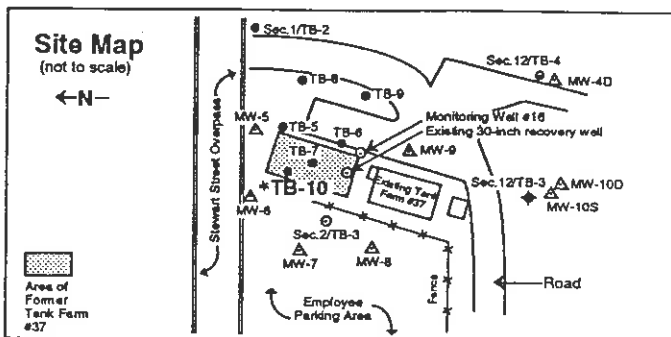 Site Map
(not to scale)
←N–
Stewart Street Overpass
Sec.1/TB-2
TB-8
TB-9
Sec.12/TB-4
MW-4D
MW-5
TB-5
TB-6
Monitoring Well #16
Existing 30-inch recovery well
TB-7
MW-9
*TB-10
Existing Tank
Farm #37
Sec.12/TB-3
MW-10D
MW-10S
MW-6
Sec.2/TB-3
MW-7
MW-8
Fence
Road
Area of
Former
Tank Farm
#37
Employee
Parking Area